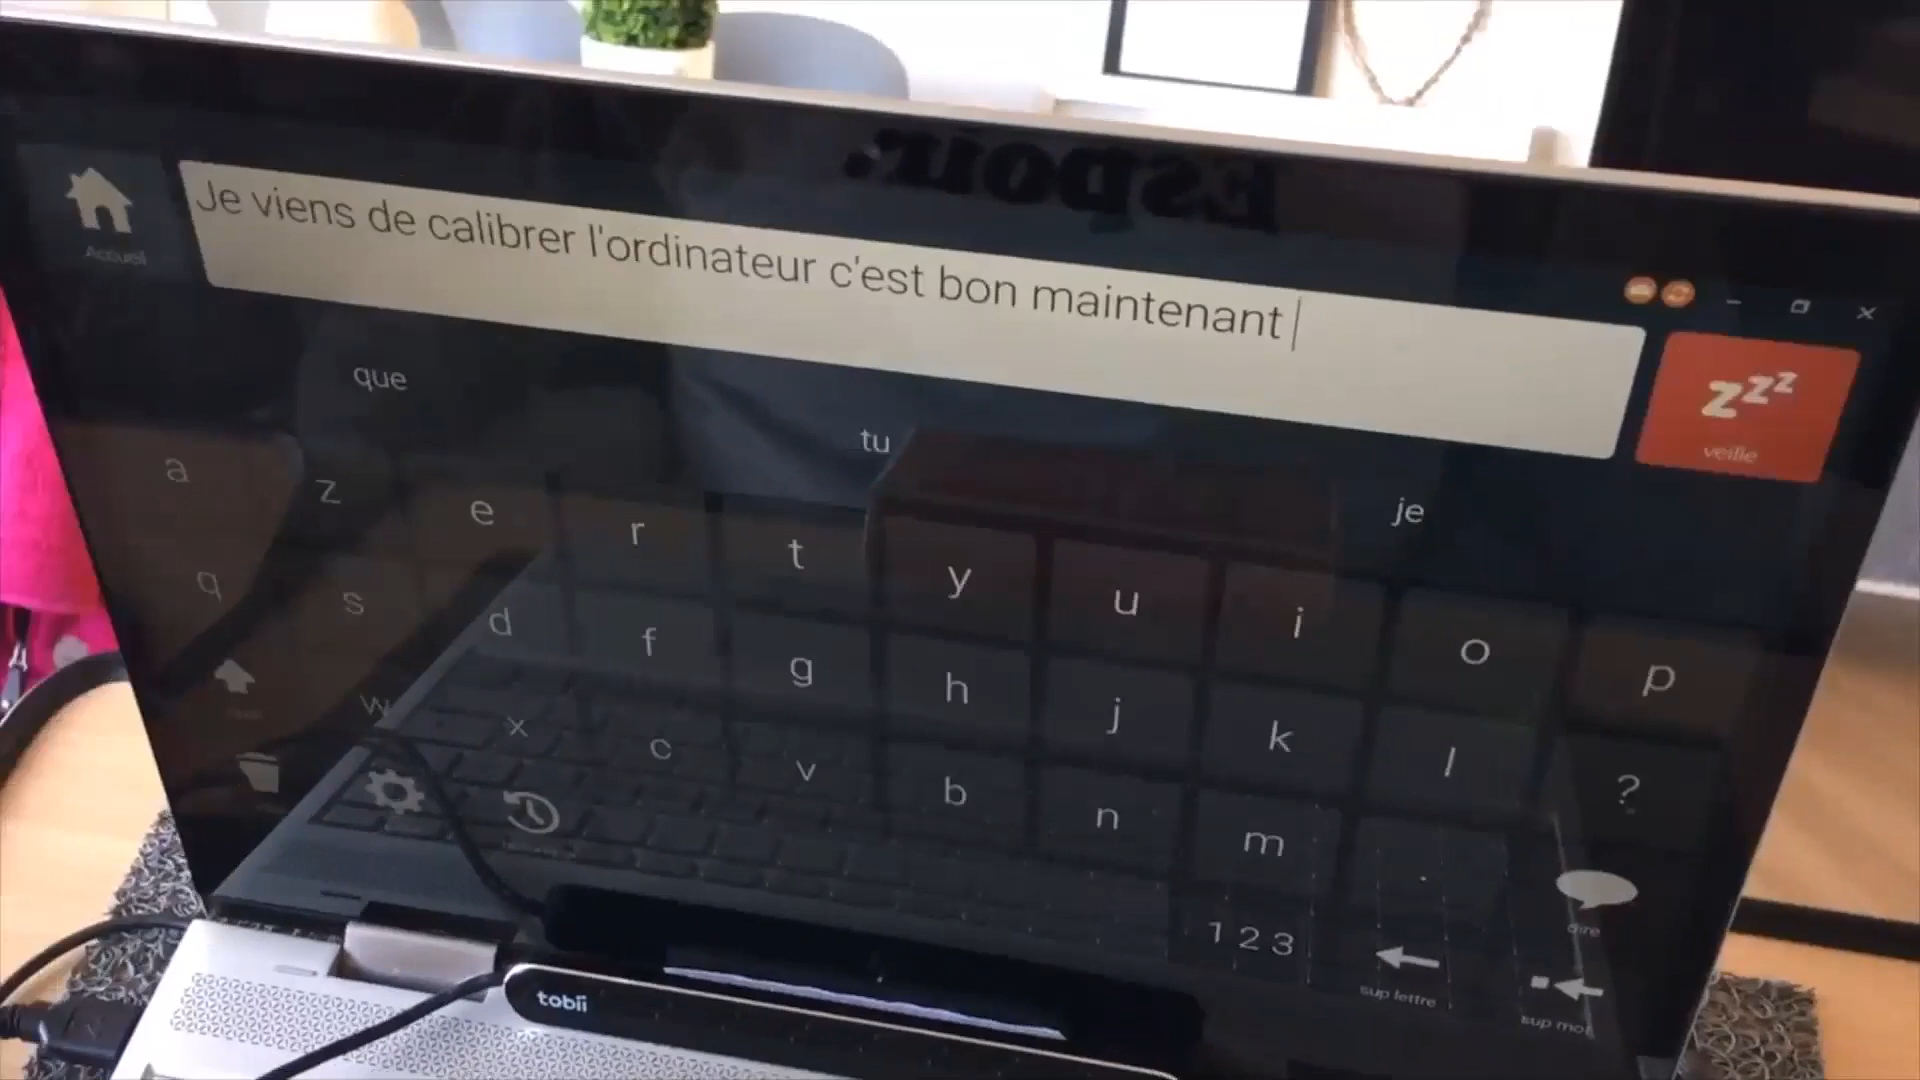 Espoir.
Accueil
Je viens de calibrer l'ordinateur c'est bon maintenant
veille
que
tu
je
a z e r t y u i o p
q s d f g h j k l ?
w x c v b n m .
1 2 3
sup lettre
sup mot
dire
tobii